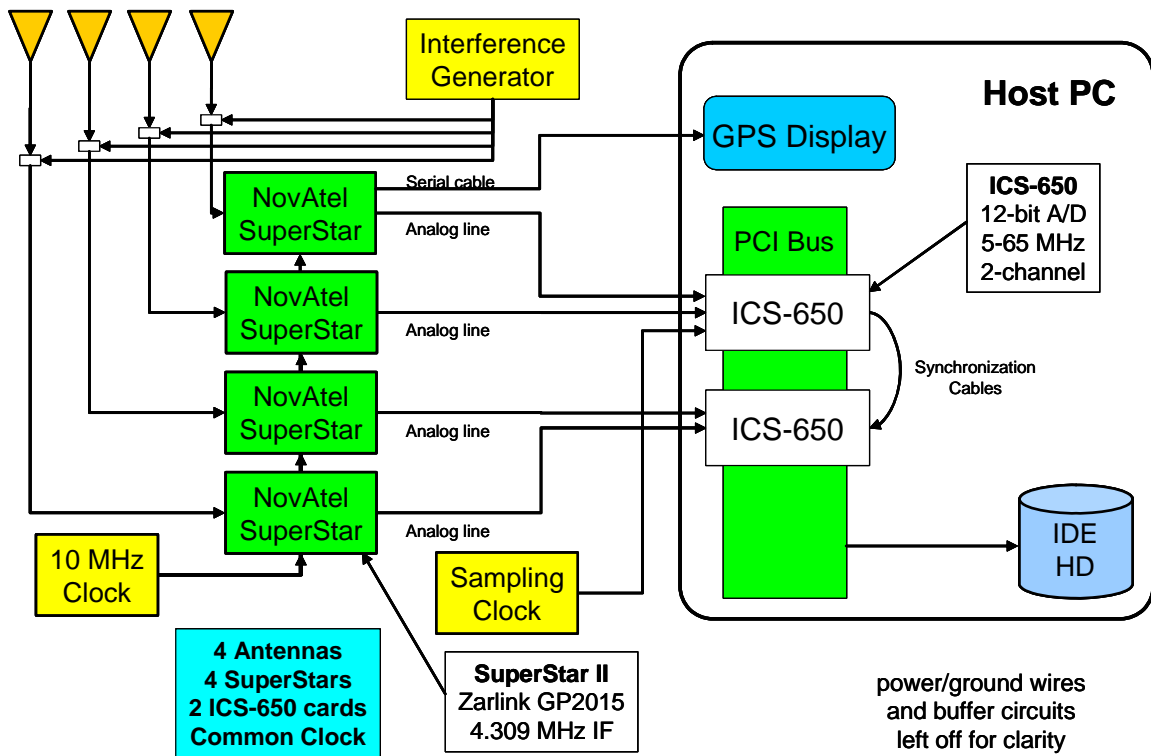 Interference
Generator
Host PC
GPS Display
Serial cable
NovAtel
SuperStar
Analog line
ICS-650
12-bit A/D
5-65 MHz
2-channel
PCI Bus
NovAtel
SuperStar
Analog line
ICS-650
Synchronization
Cables
NovAtel
SuperStar
Analog line
ICS-650
NovAtel
SuperStar
Analog line
10 MHz
Clock
Sampling
Clock
IDE
HD
4 Antennas
4 SuperStars
2 ICS-650 cards
Common Clock
SuperStar II
Zarlink GP2015
4.309 MHz IF
power/ground wires
and buffer circuits
left off for clarity